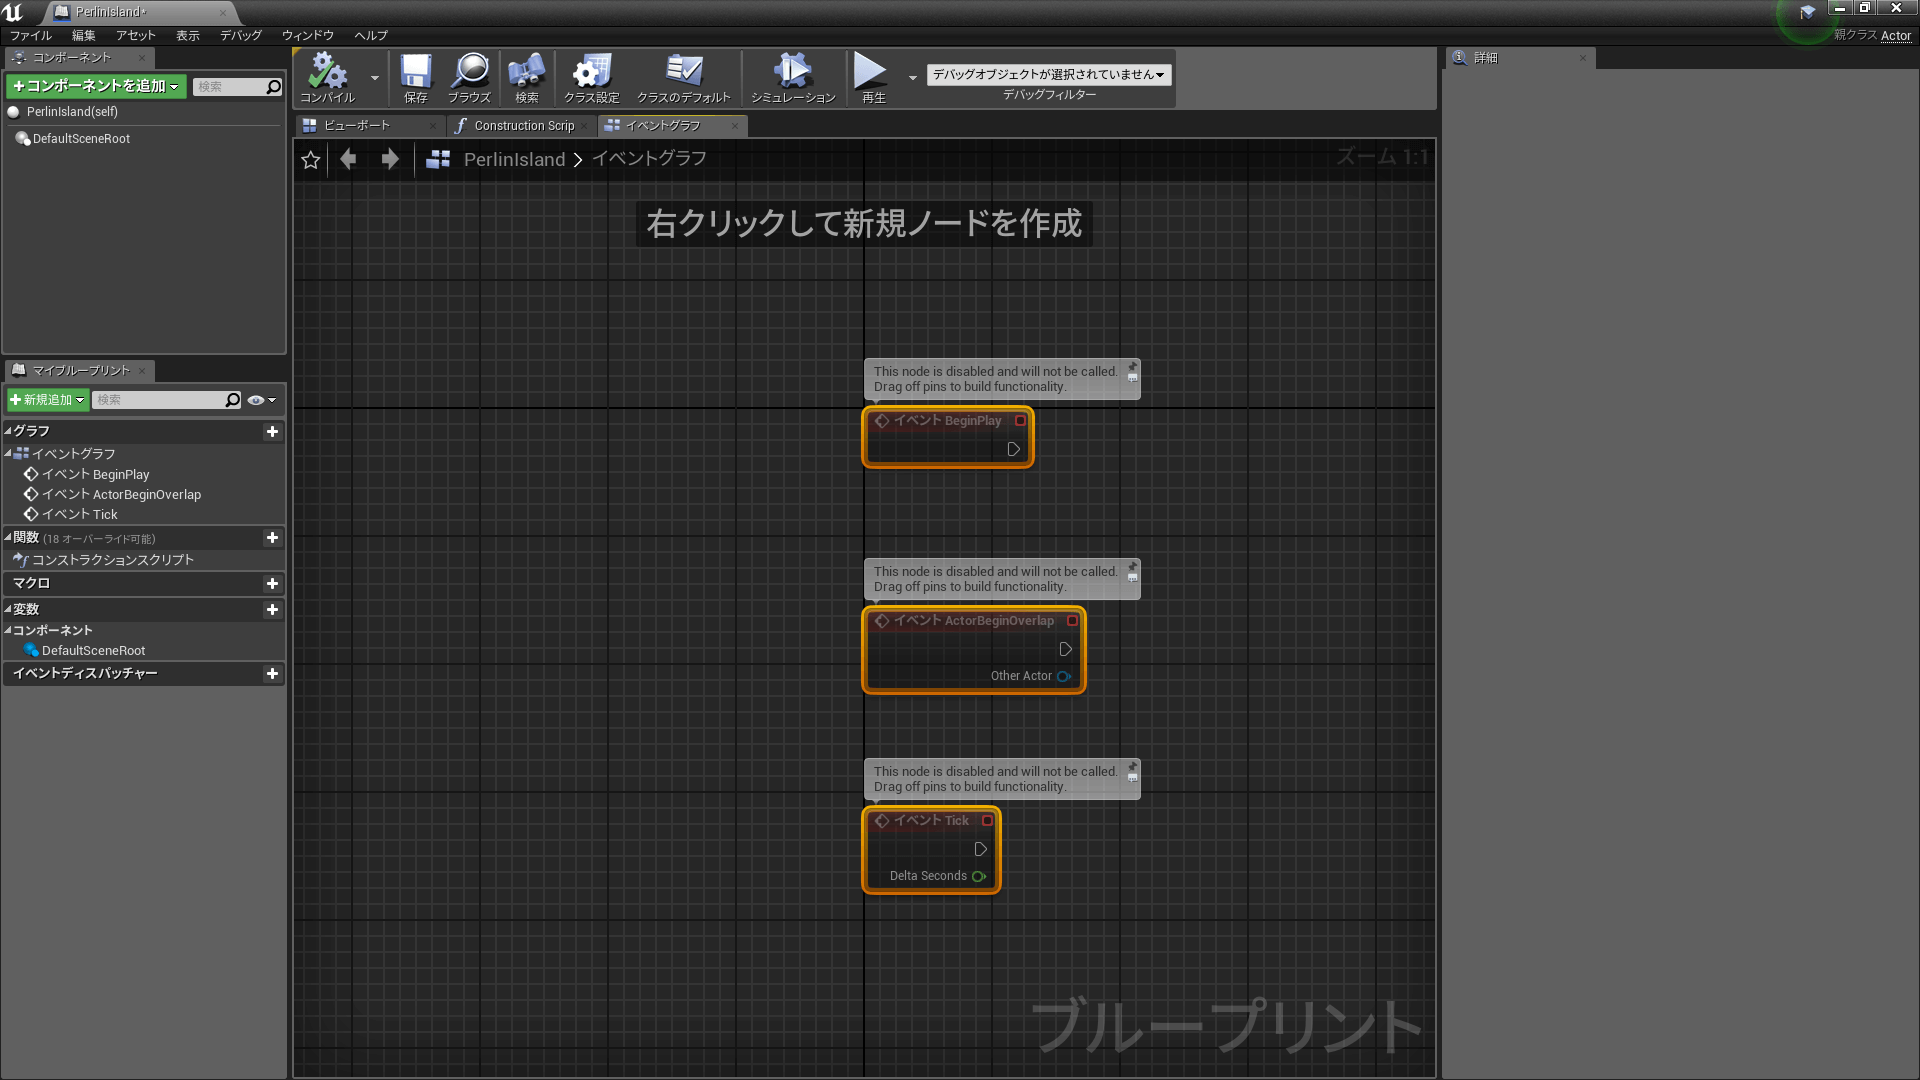 PerlinIsland*
ファイル 編集 アセット 表示 デバッグ ウィンドウ ヘルプ
親クラス Actor
コンポーネント
+コンポーネントを追加
検索
PerlinIsland(self)
DefaultSceneRoot
コンパイル
保存
ブラウズ
検索
クラス設定
クラスのデフォルト
シミュレーション
再生
デバッグオブジェクトが選択されていません
デバッグフィルター
ビューポート
Construction Scrip
イベントグラフ
PerlinIsland > イベントグラフ
ズーム 1:1
右クリックして新規ノードを作成
This node is disabled and will not be called.
Drag off pins to build functionality.
イベント BeginPlay
This node is disabled and will not be called.
Drag off pins to build functionality.
イベント ActorBeginOverlap
Other Actor
This node is disabled and will not be called.
Drag off pins to build functionality.
イベント Tick
Delta Seconds
ブループリント
マイブループリント
+新規追加
検索
グラフ
イベントグラフ
イベント BeginPlay
イベント ActorBeginOverlap
イベント Tick
関数 (18 オーバーライド可能)
コンストラクションスクリプト
マクロ
変数
コンポーネント
DefaultSceneRoot
イベントディスパッチャー
詳細